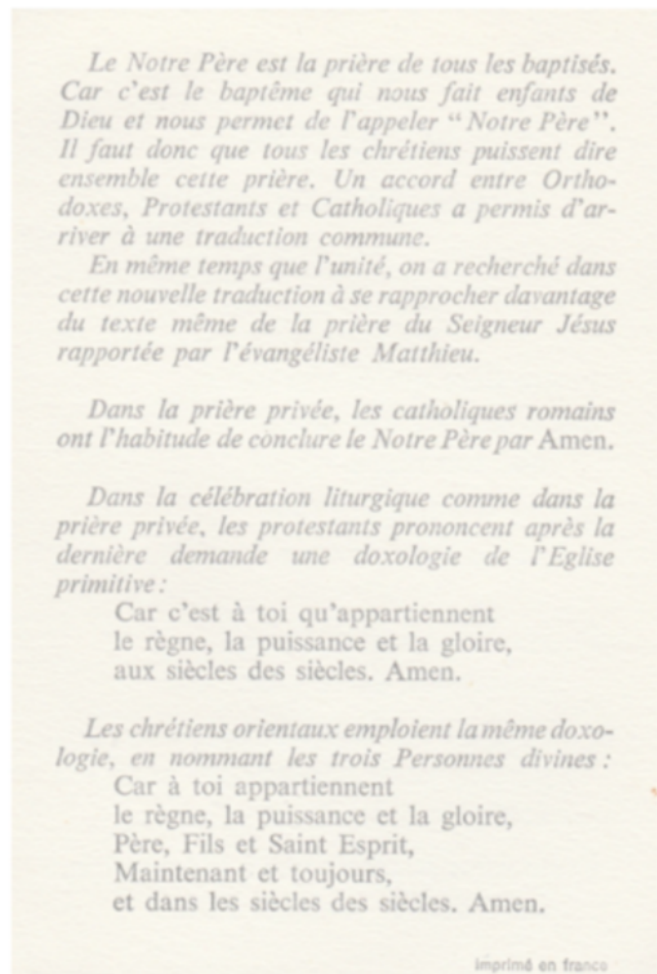 Le Notre Père est la prière de tous les baptisés.
Car c'est le baptême qui nous fait enfants de
Dieu et nous permet de l'appeler “ Notre Père ”.
Il faut donc que tous les chrétiens puissent dire
ensemble cette prière. Un accord entre Ortho-
doxes, Protestants et Catholiques a permis d'ar-
river à une traduction commune.
En même temps que l'unité, on a recherché dans
cette nouvelle traduction à se rapprocher davantage
du texte même de la prière du Seigneur Jésus
rapportée par l'évangéliste Matthieu.
Dans la prière privée, les catholiques romains
ont l'habitude de conclure le Notre Père par Amen.
Dans la célébration liturgique comme dans la
prière privée, les protestants prononcent après la
dernière demande une doxologie de l'Eglise
primitive :
Car c'est à toi qu'appartiennent
le règne, la puissance et la gloire,
aux siècles des siècles. Amen.
Les chrétiens orientaux emploient la même doxo-
logie, en nommant les trois Personnes divines :
Car à toi appartiennent
le règne, la puissance et la gloire,
Père, Fils et Saint Esprit,
Maintenant et toujours,
et dans les siècles des siècles. Amen.
imprimé en france